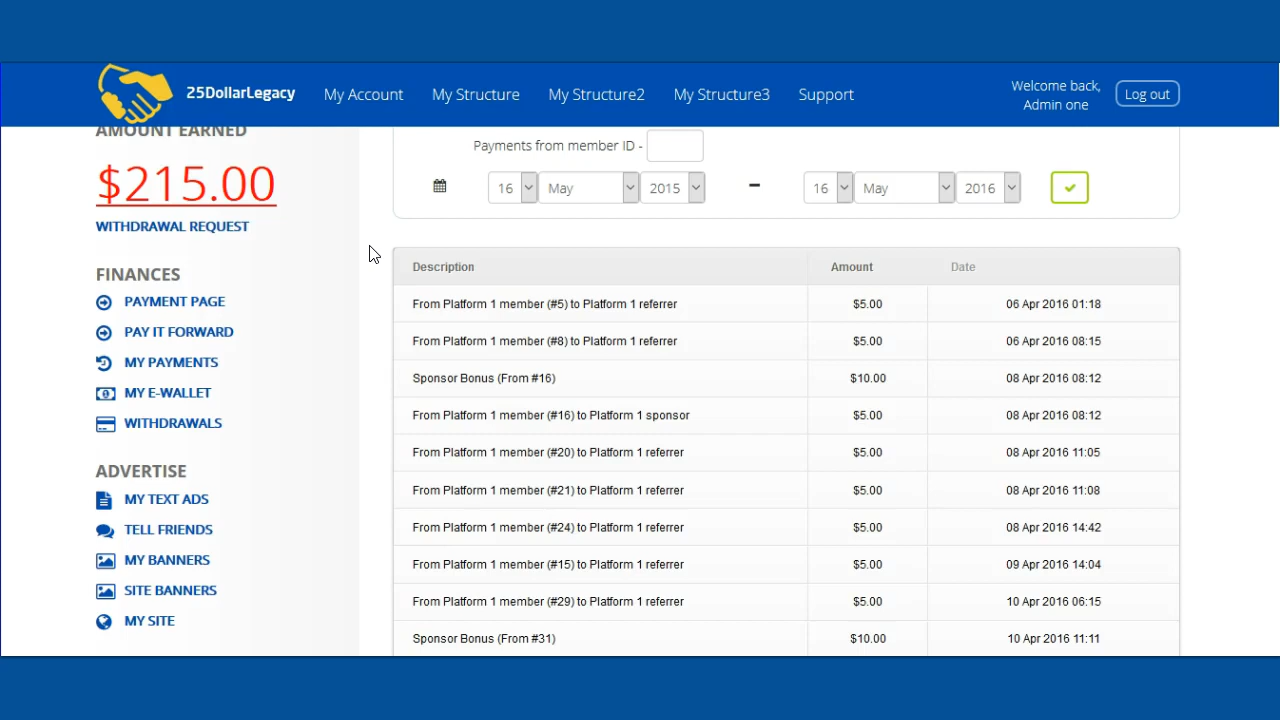 25DollarLegacy My Account My Structure My Structure2 My Structure3 Support
Welcome back,
Admin one
Log out
AMOUNT EARNED
$215.00
WITHDRAWAL REQUEST
FINANCES
PAYMENT PAGE
PAY IT FORWARD
MY PAYMENTS
MY E-WALLET
WITHDRAWALS
ADVERTISE
MY TEXT ADS
TELL FRIENDS
MY BANNERS
SITE BANNERS
MY SITE
Payments from member ID -
16 May 2015 – 16 May 2016
Description Amount Date
From Platform 1 member (#5) to Platform 1 referrer $5.00 06 Apr 2016 01:18
From Platform 1 member (#8) to Platform 1 referrer $5.00 06 Apr 2016 08:15
Sponsor Bonus (From #16) $10.00 08 Apr 2016 08:12
From Platform 1 member (#16) to Platform 1 sponsor $5.00 08 Apr 2016 08:12
From Platform 1 member (#20) to Platform 1 referrer $5.00 08 Apr 2016 11:05
From Platform 1 member (#21) to Platform 1 referrer $5.00 08 Apr 2016 11:08
From Platform 1 member (#24) to Platform 1 referrer $5.00 08 Apr 2016 14:42
From Platform 1 member (#15) to Platform 1 referrer $5.00 09 Apr 2016 14:04
From Platform 1 member (#29) to Platform 1 referrer $5.00 10 Apr 2016 06:15
Sponsor Bonus (From #31) $10.00 10 Apr 2016 11:11